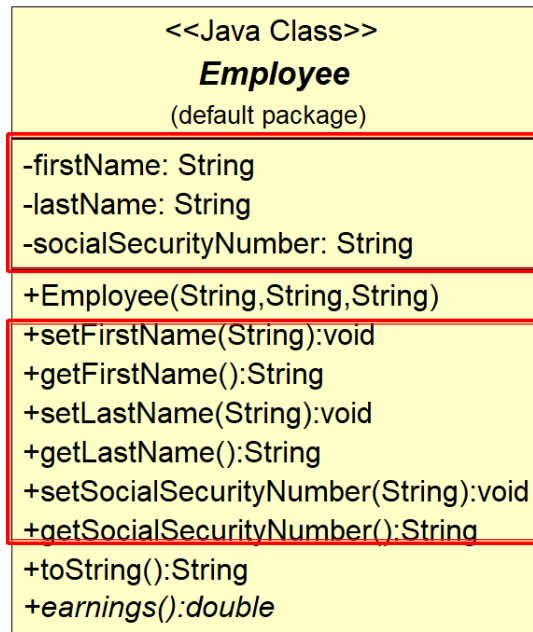 <<Java Class>>
Employee
(default package)
-firstName: String
-lastName: String
-socialSecurityNumber: String
+Employee(String,String,String)
+setFirstName(String):void
+getFirstName():String
+setLastName(String):void
+getLastName():String
+setSocialSecurityNumber(String):void
+getSocialSecurityNumber():String
+toString():String
+earnings():double